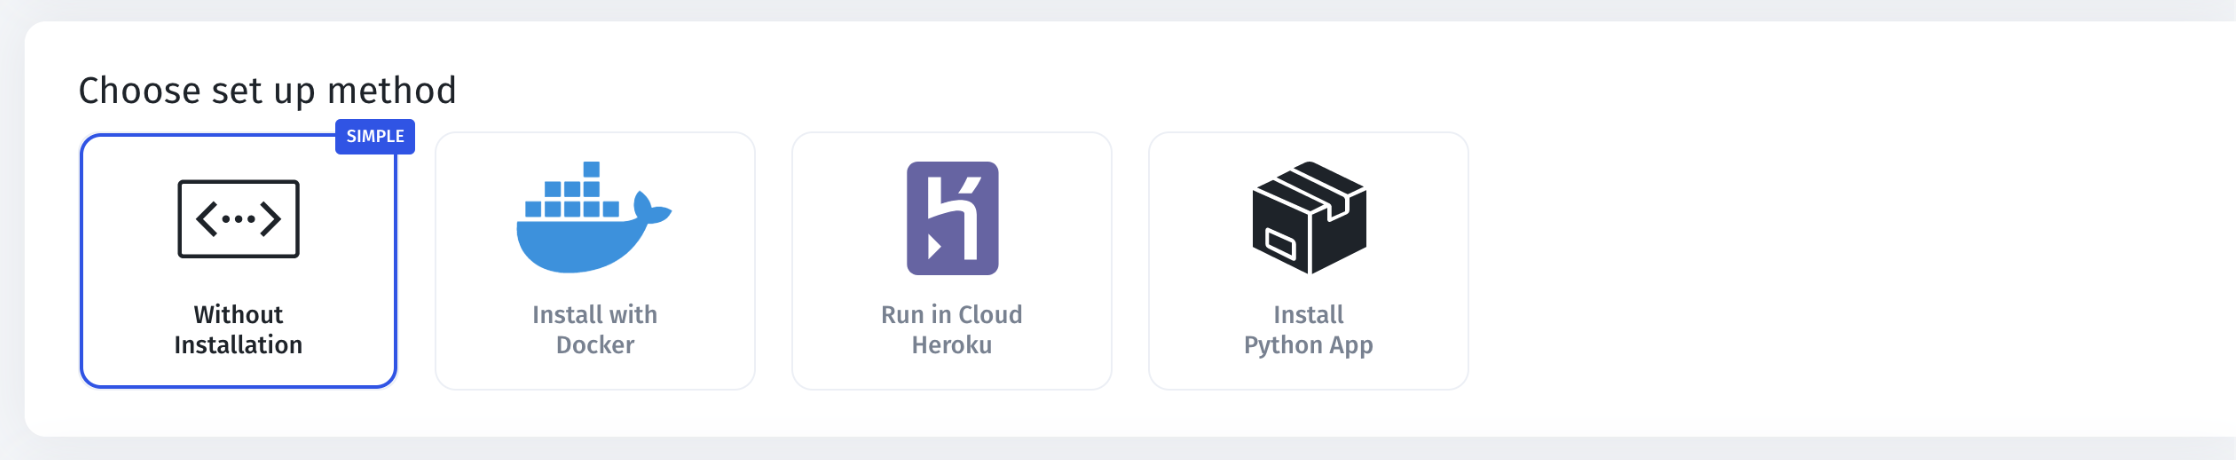 Choose set up method
SIMPLE
Without
Installation
Install with
Docker
Run in Cloud
Heroku
Install
Python App